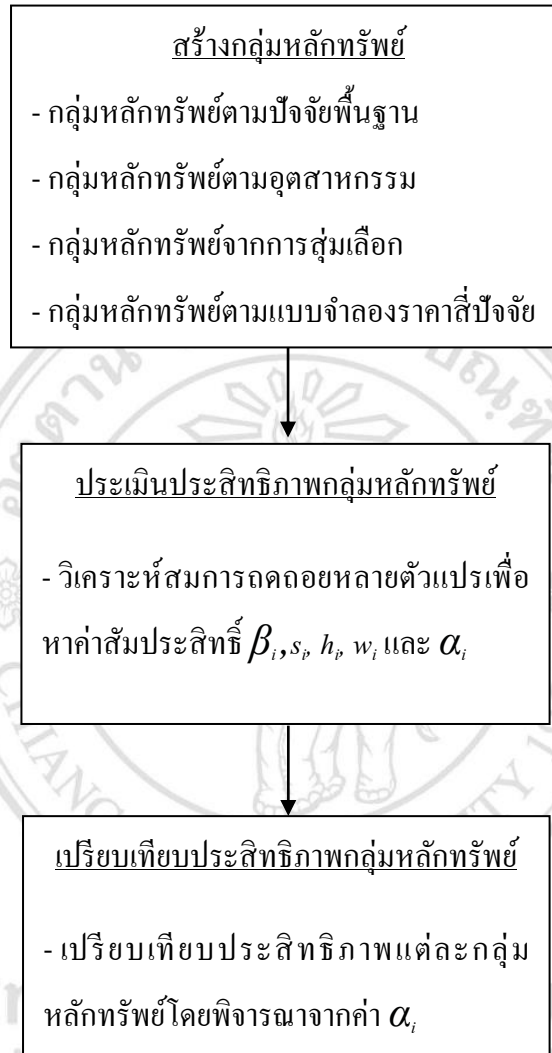 สร้างกลุ่มหลักทรัพย์
- กลุ่มหลักทรัพย์ตามปัจจัยพื้นฐาน
- กลุ่มหลักทรัพย์ตามอุตสาหกรรม
- กลุ่มหลักทรัพย์จากการสุ่มเลือก
- กลุ่มหลักทรัพย์ตามแบบจำลองราคาสี่ปัจจัย
ประเมินประสิทธิภาพกลุ่มหลักทรัพย์
- วิเคราะห์สมการถดถอยหลายตัวแปรเพื่อ
หาค่าสัมประสิทธิ์ βᵢ, sᵢ, hᵢ, wᵢ และ αᵢ
เปรียบเทียบประสิทธิภาพกลุ่มหลักทรัพย์
- เปรียบเทียบประสิทธิภาพแต่ละกลุ่ม
หลักทรัพย์โดยพิจารณาจากค่า αᵢ